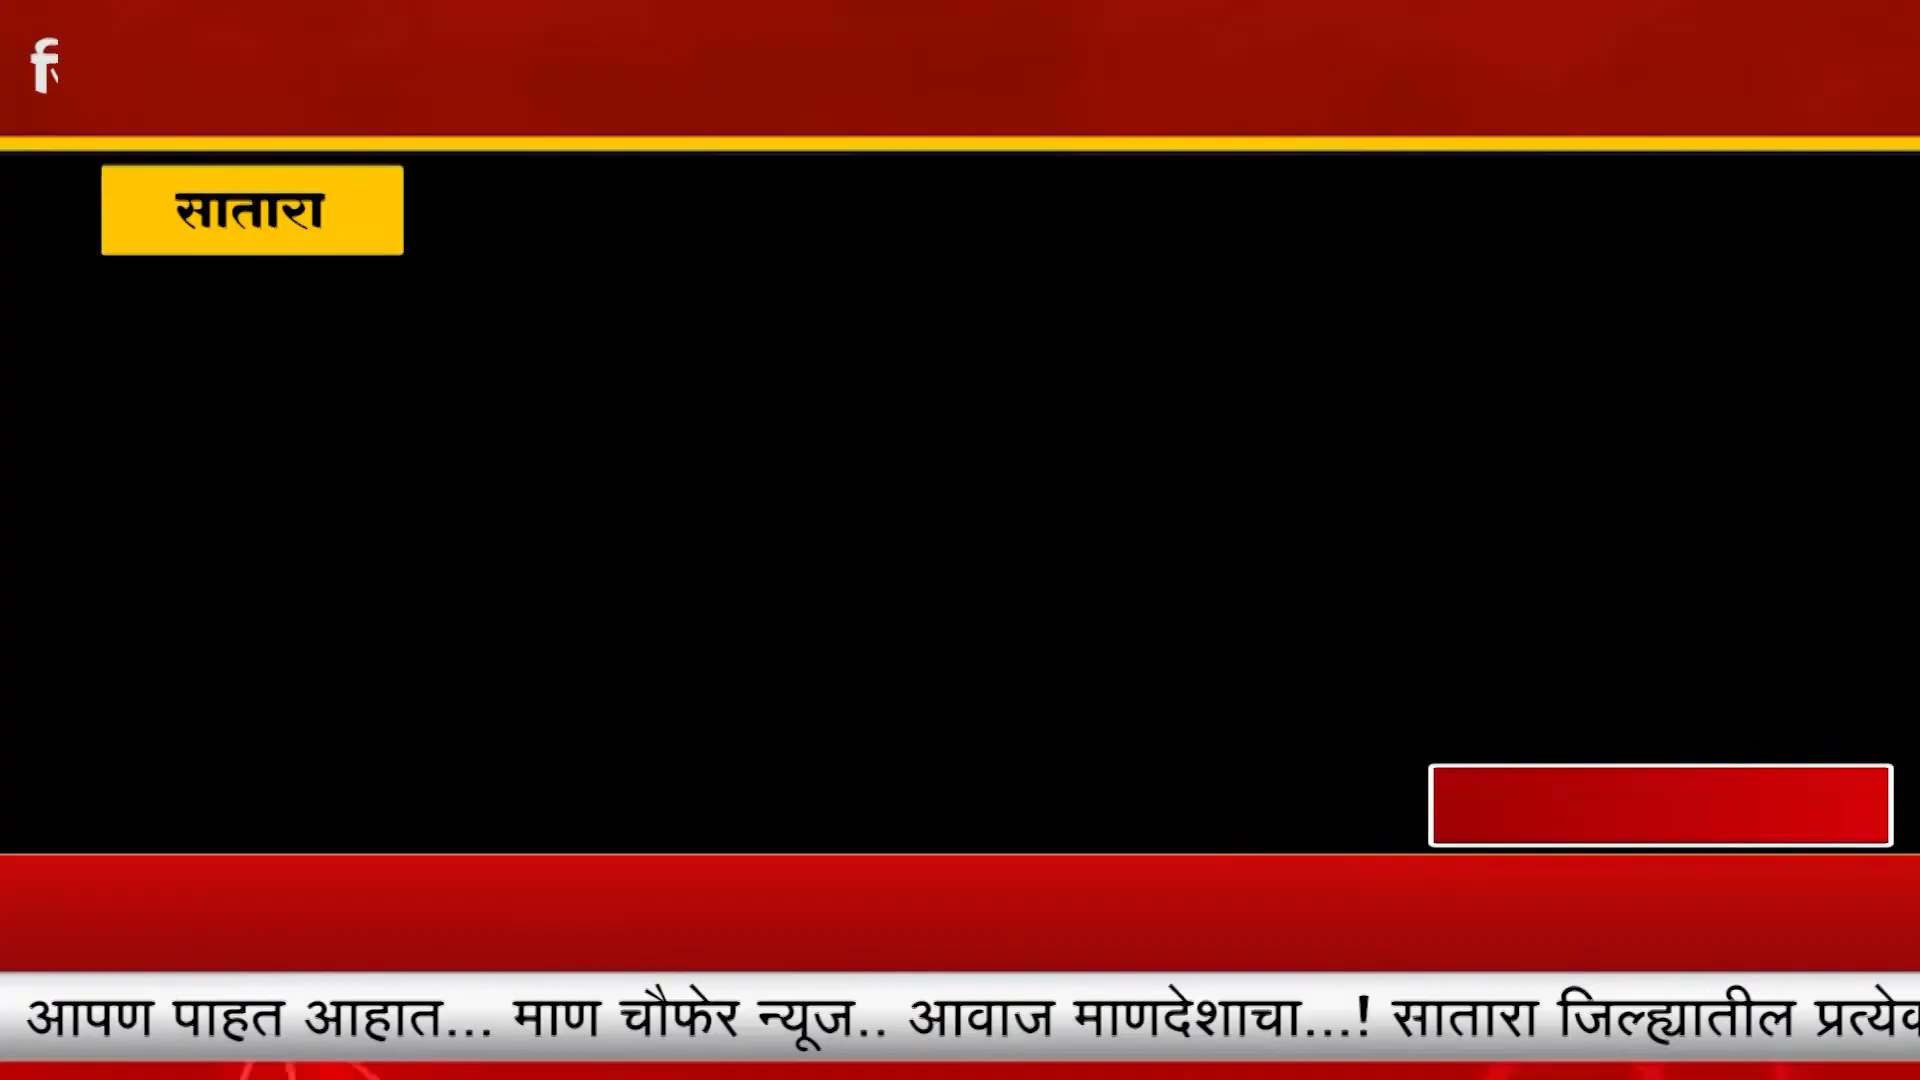 सातारा
आपण पाहत आहात... माण चौफेर न्यूज.. आवाज माणदेशाचा...! सातारा जिल्ह्यातील